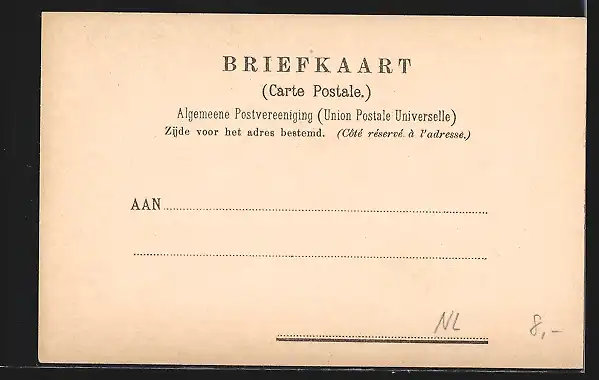 BRIEFKAART
(Carte Postale.)
Algemeene Postvereeniging (Union Postale Universelle)
Zijde voor het adres bestemd. (Côté réservé à l'adresse.)
AAN
NL
8,-